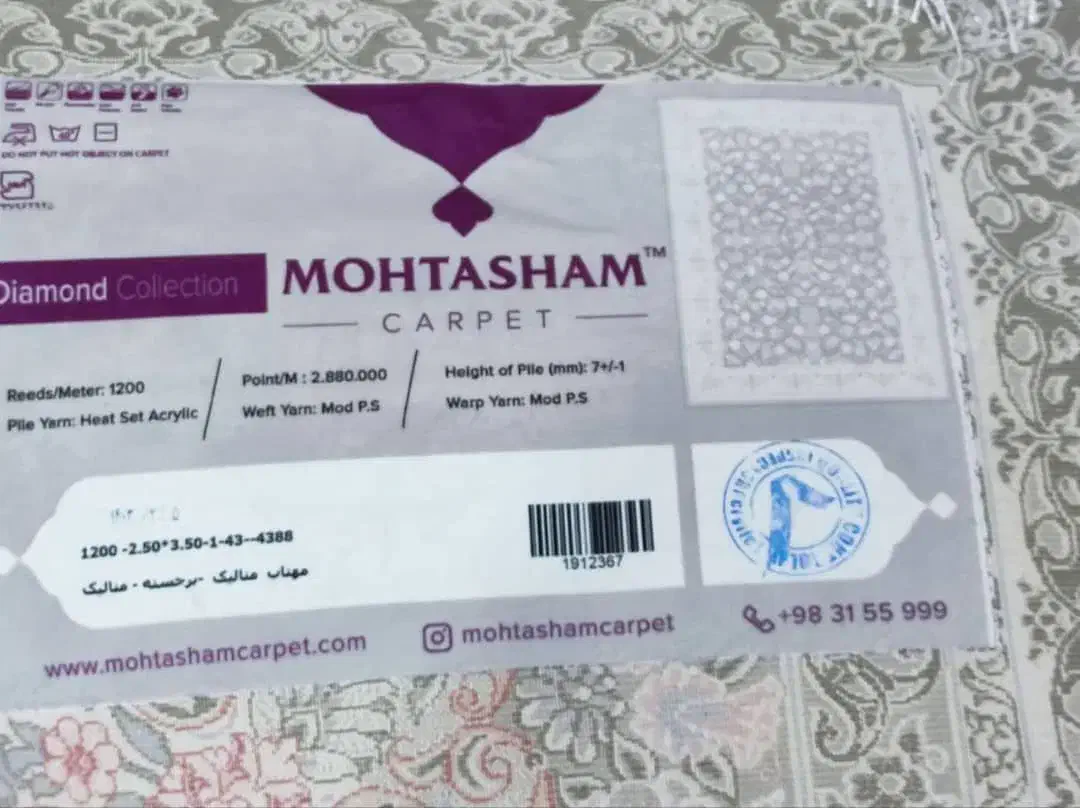 DO NOT PUT HOT OBJECT ON CARPET
Diamond Collection
MOHTASHAM™
CARPET
Reeds/Meter: 1200
Pile Yarn: Heat Set Acrylic
Point/M : 2.880.000
Weft Yarn: Mod P.S
Height of Pile (mm): 7+/-1
Warp Yarn: Mod P.S
1200 -2.50*3.50-1-43--4388
مهتاب متالیک -برجسته - متالیک
1912367
www.mohtashamcarpet.com
mohtashamcarpet
+98 31 55 999